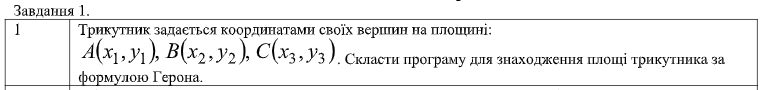 Завдання 1.
1 Трикутник задається координатами своїх вершин на площині:
A(x₁, y₁), B(x₂, y₂), C(x₃, y₃). Скласти програму для знаходження площі трикутника за
формулою Герона.